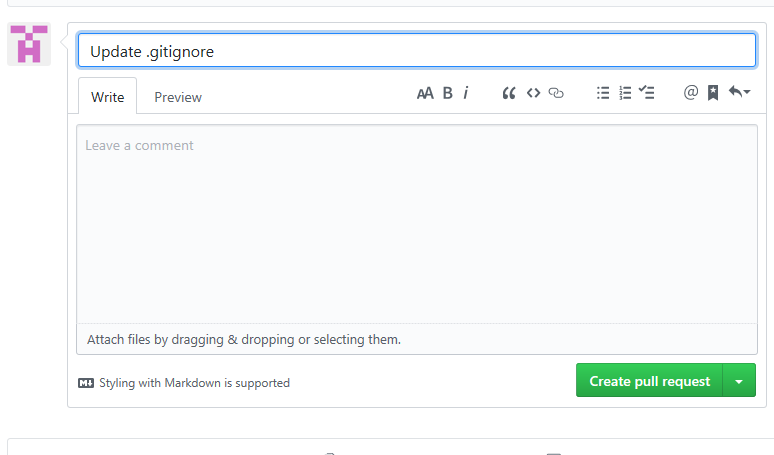 Update .gitignore
Write Preview AA B i @
Leave a comment
Attach files by dragging & dropping or selecting them.
Styling with Markdown is supported
Create pull request